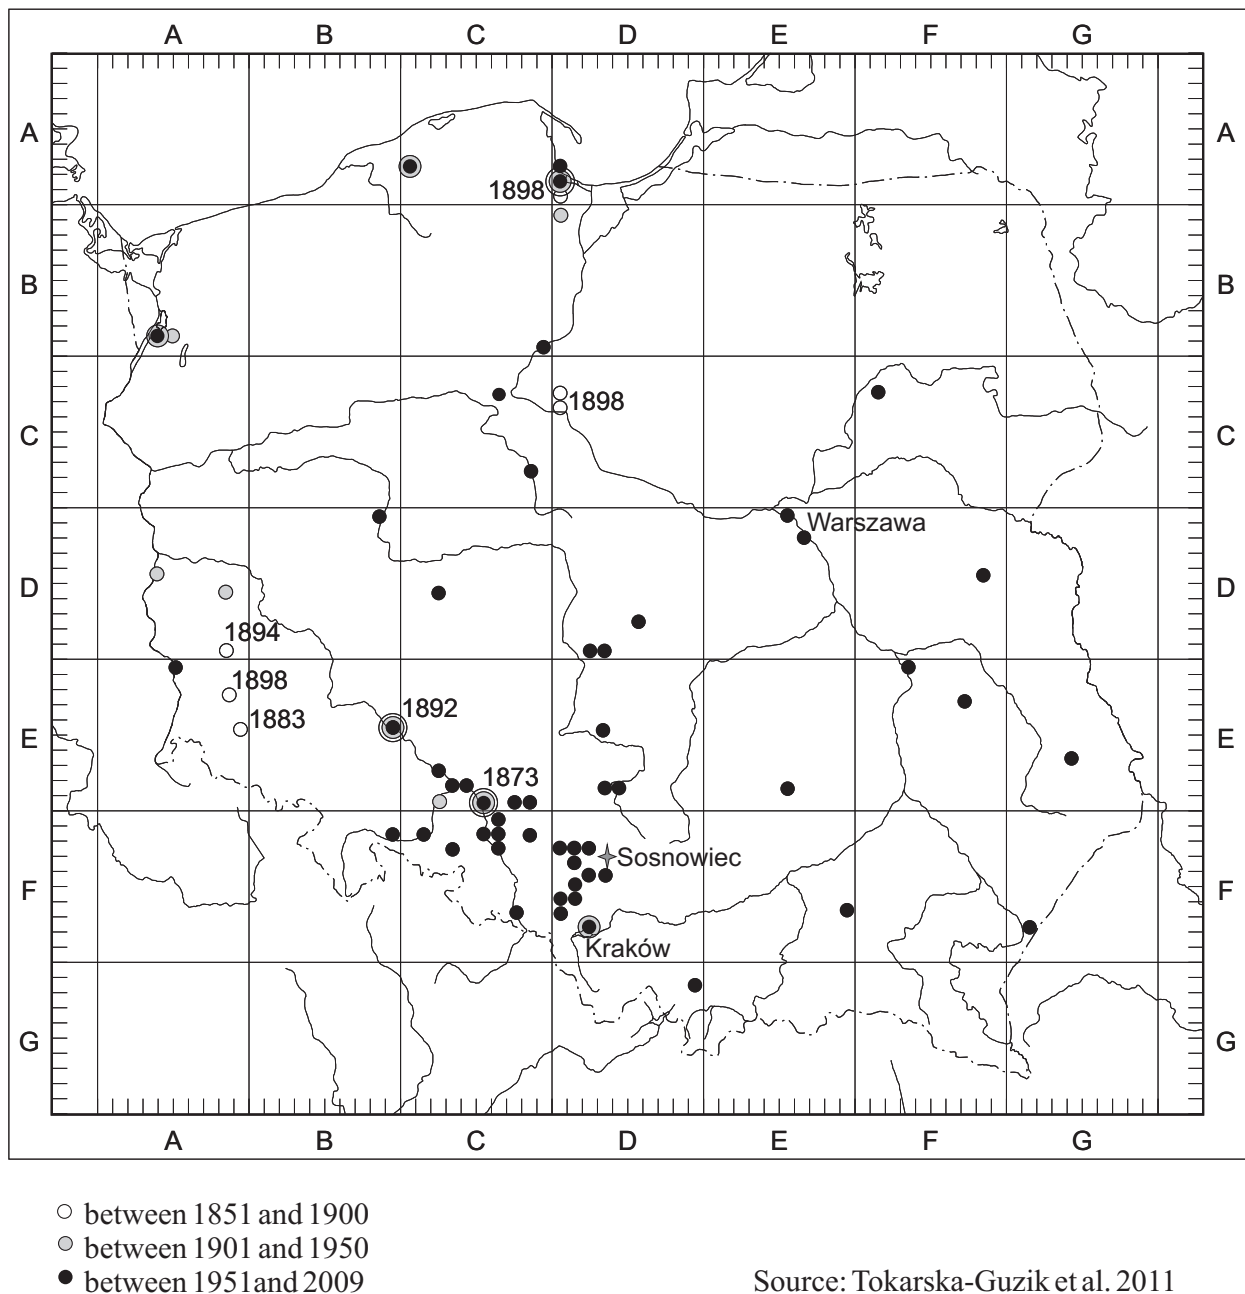 A B C D E F G
A A
1898
B B
1898
C C
Warszawa
D D
1894
1898
1892
1883
E E
1873
Sosnowiec
F F
Kraków
G G
A B C D E F G
between 1851 and 1900
between 1901 and 1950
between 1951and 2009
Source: Tokarska-Guzik et al. 2011